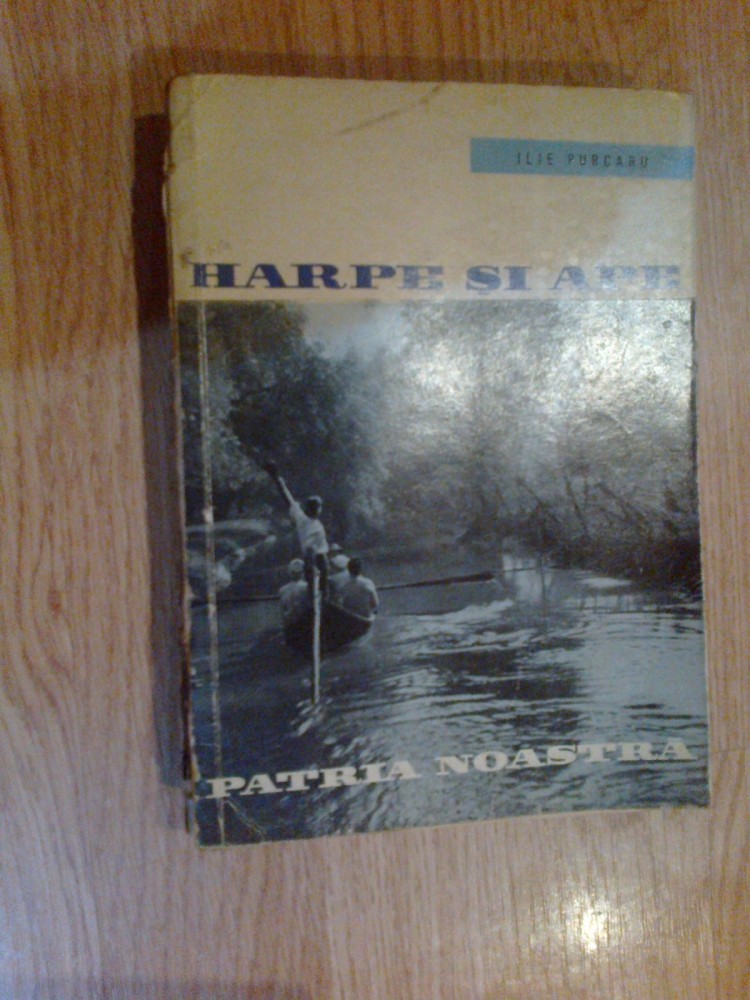 ILIE PURCARU
HARPE ȘI APE
PATRIA NOASTRA